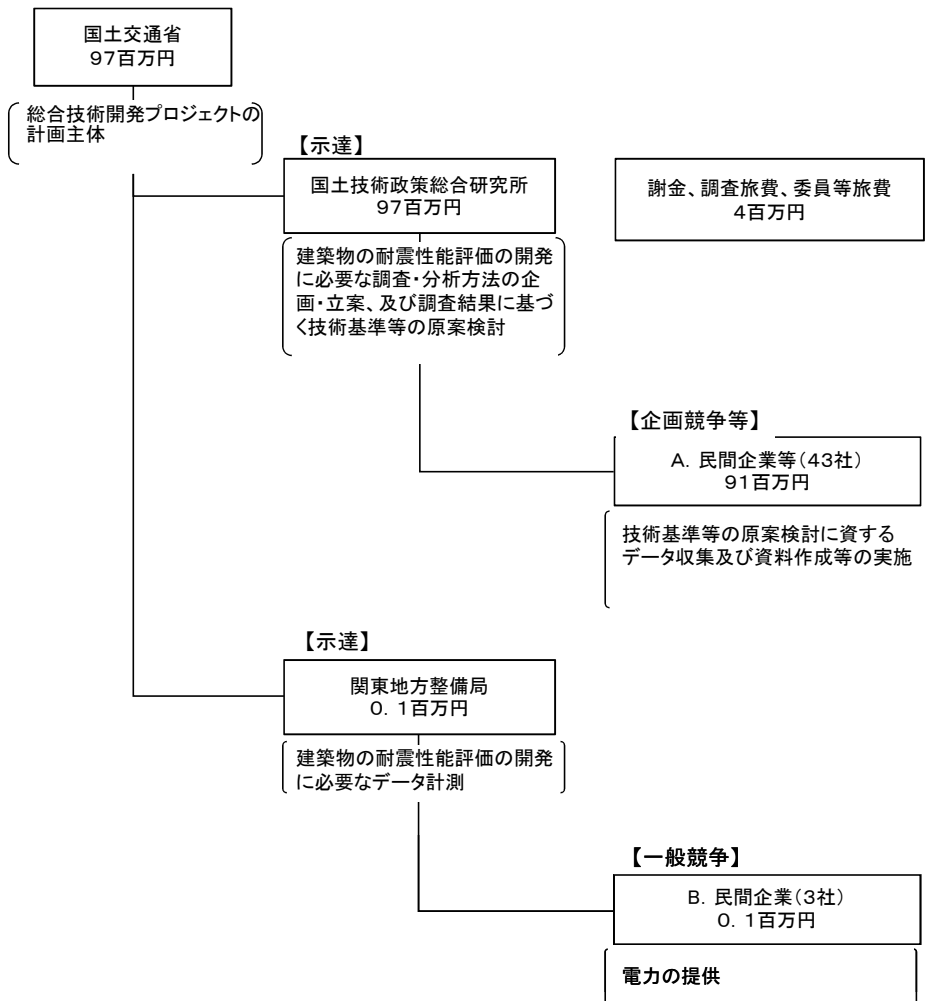 国土交通省
97百万円
総合技術開発プロジェクトの
計画主体
【示達】
国土技術政策総合研究所
97百万円
謝金、調査旅費、委員等旅費
4百万円
建築物の耐震性能評価の開発
に必要な調査・分析方法の企
画・立案、及び調査結果に基づ
く技術基準等の原案検討
【企画競争等】
A．民間企業等（43社）
91百万円
技術基準等の原案検討に資する
データ収集及び資料作成等の実施
【示達】
関東地方整備局
0．1百万円
建築物の耐震性能評価の開発
に必要なデータ計測
【一般競争】
B．民間企業（3社）
0．1百万円
電力の提供